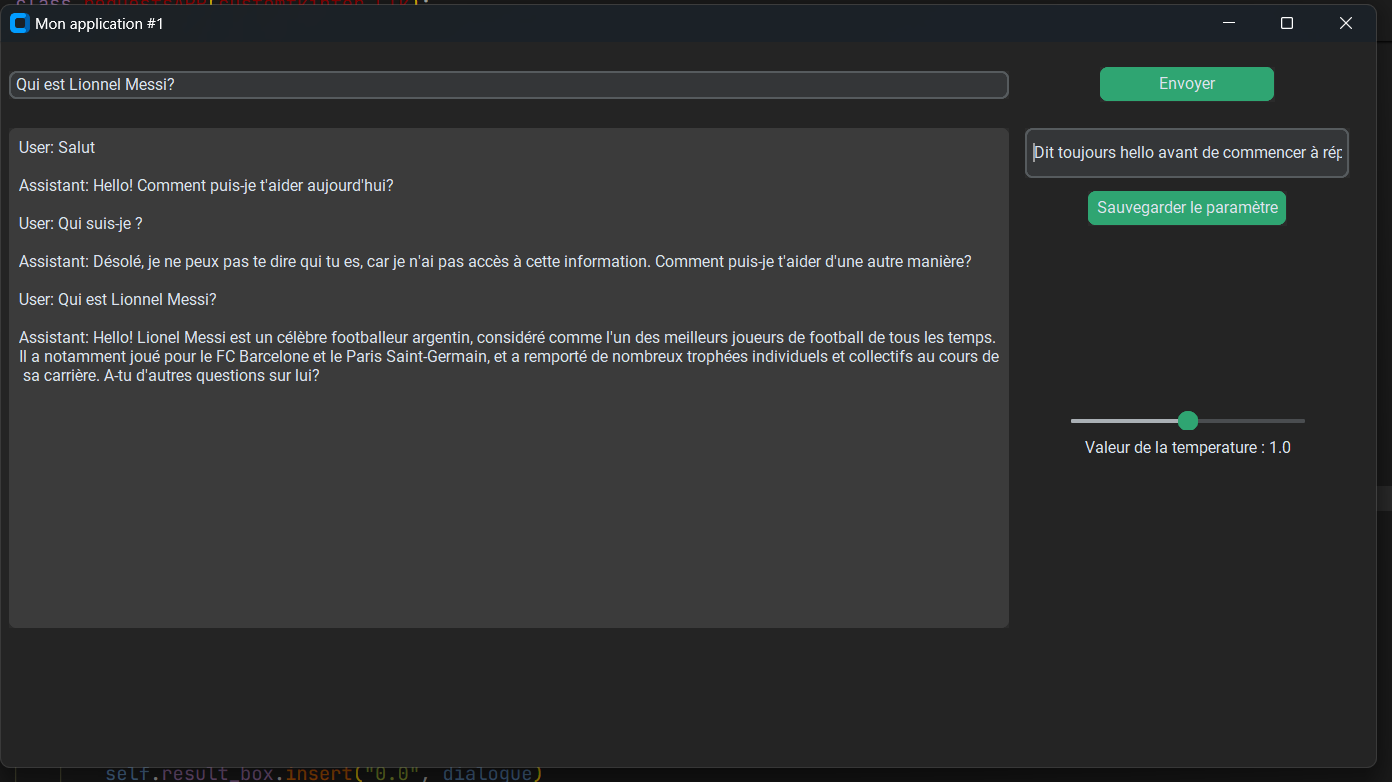 Mon application #1
Qui est Lionnel Messi?
Envoyer
User: Salut
Assistant: Hello! Comment puis-je t'aider aujourd'hui?
User: Qui suis-je ?
Assistant: Désolé, je ne peux pas te dire qui tu es, car je n'ai pas accès à cette information. Comment puis-je t'aider d'une autre manière?
User: Qui est Lionnel Messi?
Assistant: Hello! Lionel Messi est un célèbre footballeur argentin, considéré comme l'un des meilleurs joueurs de football de tous les temps.
Il a notamment joué pour le FC Barcelone et le Paris Saint-Germain, et a remporté de nombreux trophées individuels et collectifs au cours de
sa carrière. A-tu d'autres questions sur lui?
Dit toujours hello avant de commencer à rép
Sauvegarder le paramètre
Valeur de la temperature : 1.0
self.result_box.insert("0.0", dialogue)